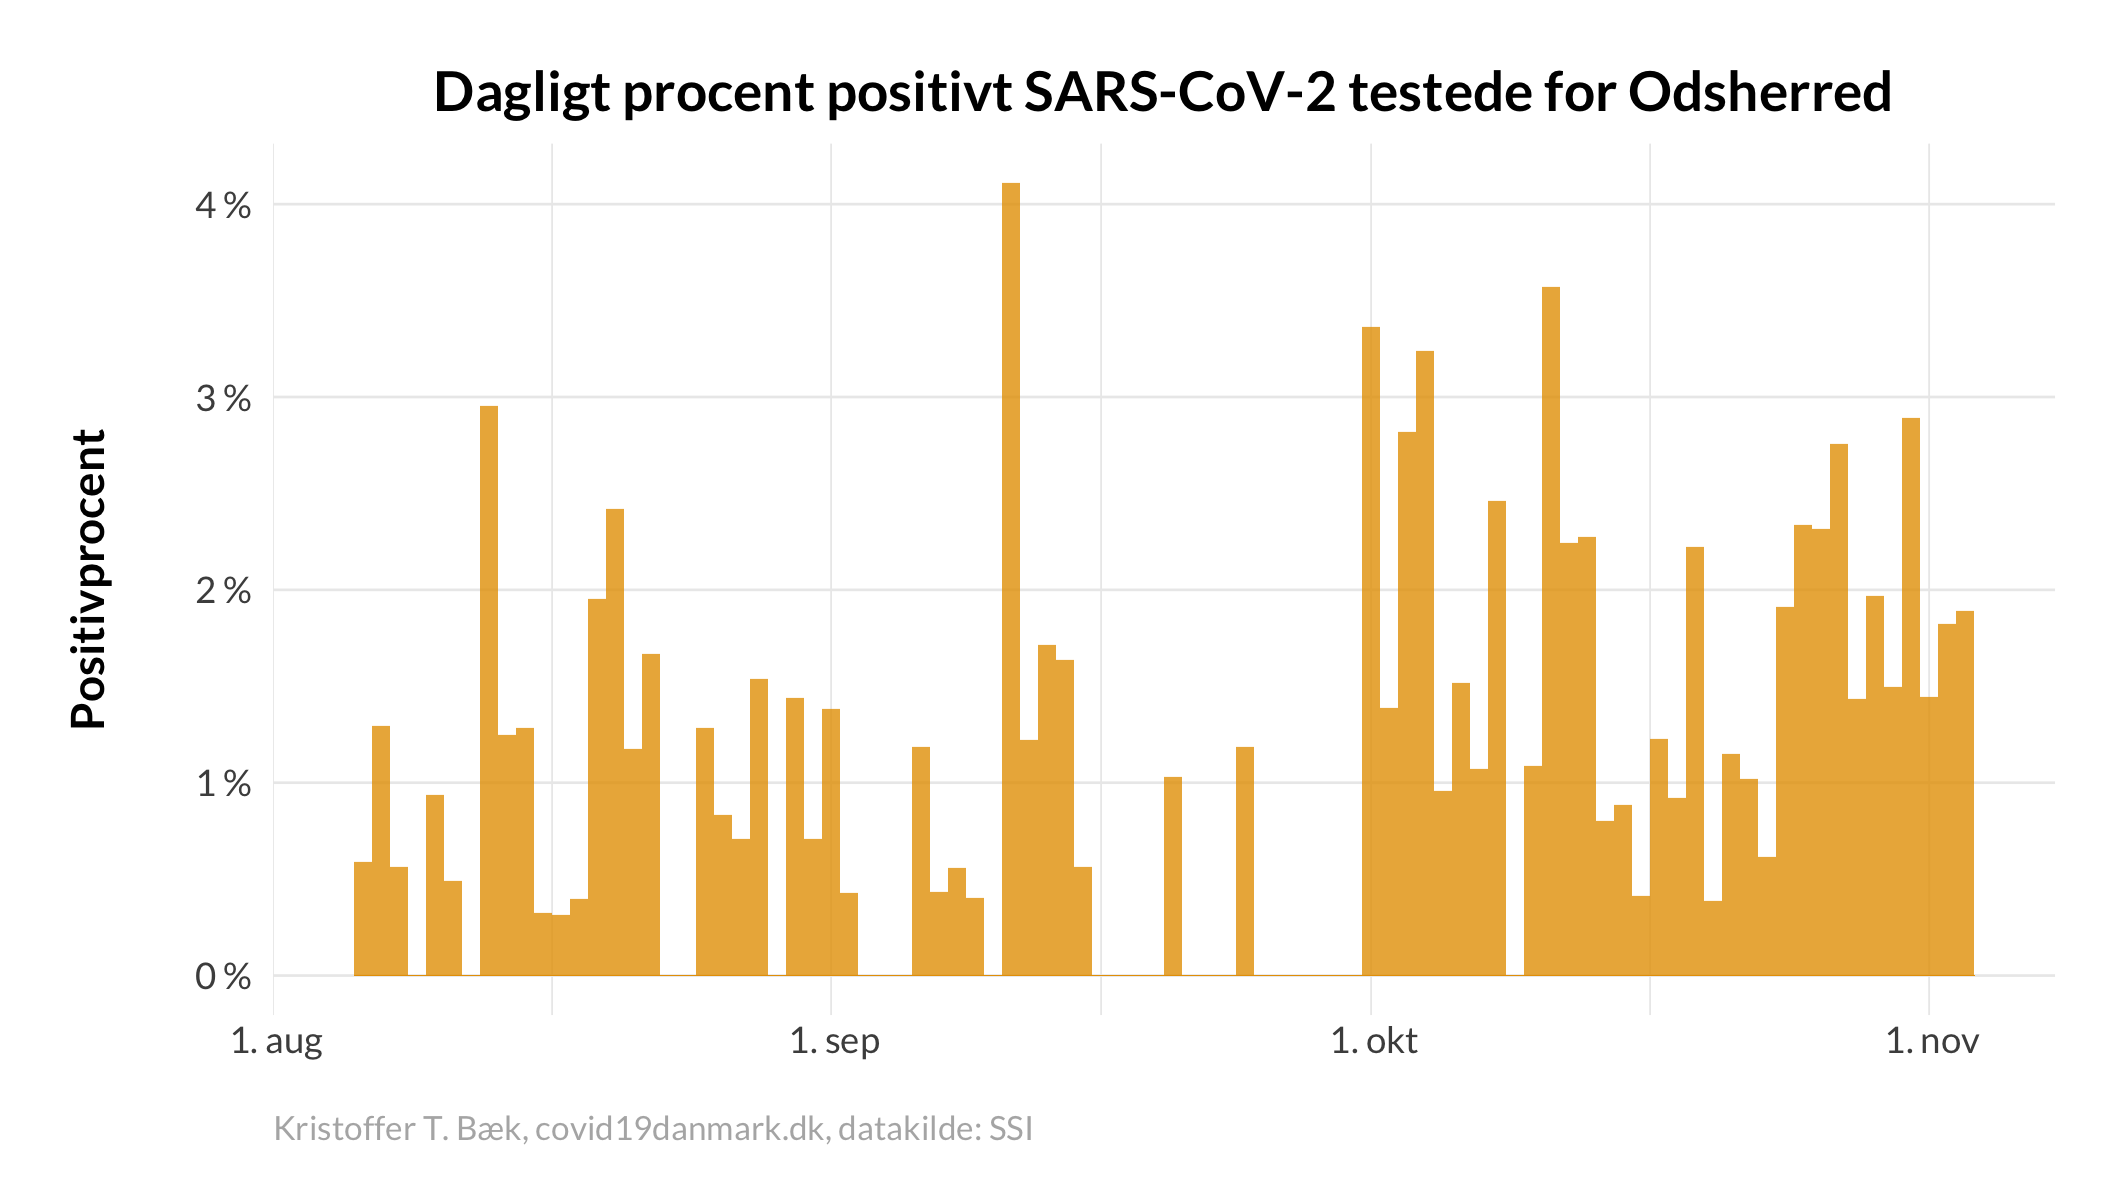 Dagligt procent positivt SARS-CoV-2 testede for Odsherred
Positivprocent
4 %
3 %
2 %
1 %
0 %
1. aug
1. sep
1. okt
1. nov
Kristoffer T. Bæk, covid19danmark.dk, datakilde: SSI